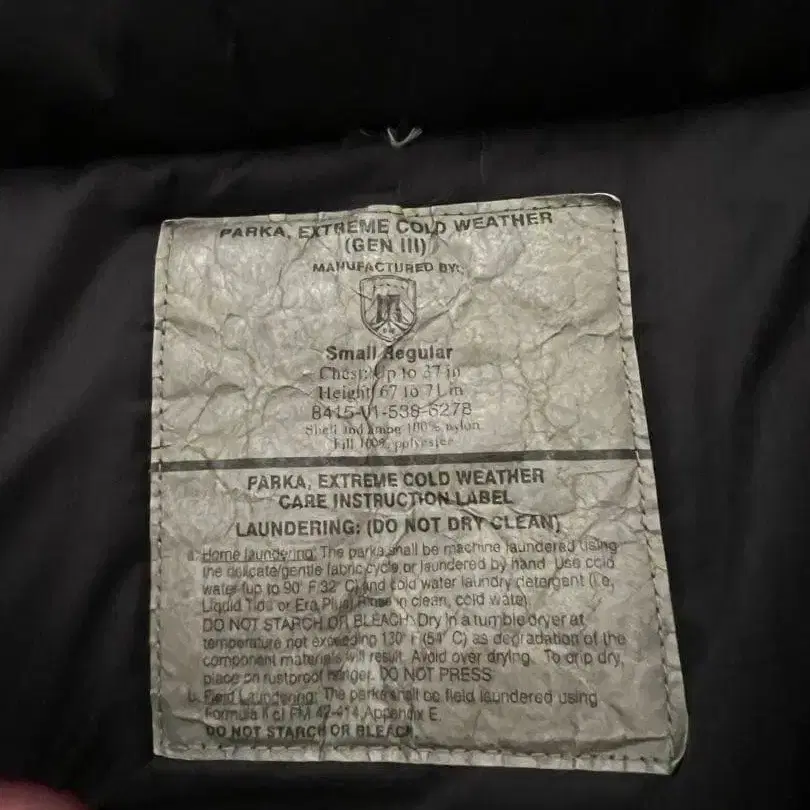 PARKA, EXTREME COLD WEATHER
(GEN III)
MANUFACTURED BY:
Small Regular
Chest: Up to 37 in
Height: 67 to 71 in
8415-01-538-6278
Shell and lining 100% nylon
Fill 100% polyester
PARKA, EXTREME COLD WEATHER
CARE INSTRUCTION LABEL
LAUNDERING: (DO NOT DRY CLEAN)
a. Home laundering: The parka shall be machine laundered using
the delicate/gentle fabric cycle or laundered by hand. Use cold
water (up to 90° F 32° C) and cold water laundry detergent (i.e,
Liquid Tide or Era Plus) Rinse in clean, cold water.
DO NOT STARCH OR BLEACH. Dry in a tumble dryer at
temperature not exceeding 130° F (54° C) as degradation of the
component materials will result. Avoid over drying. To drip dry,
place on rustproof hanger. DO NOT PRESS
b. Field Laundering: The parka shall be field laundered using
Formula II of FM 42-414, Appendix E.
DO NOT STARCH OR BLEACH.